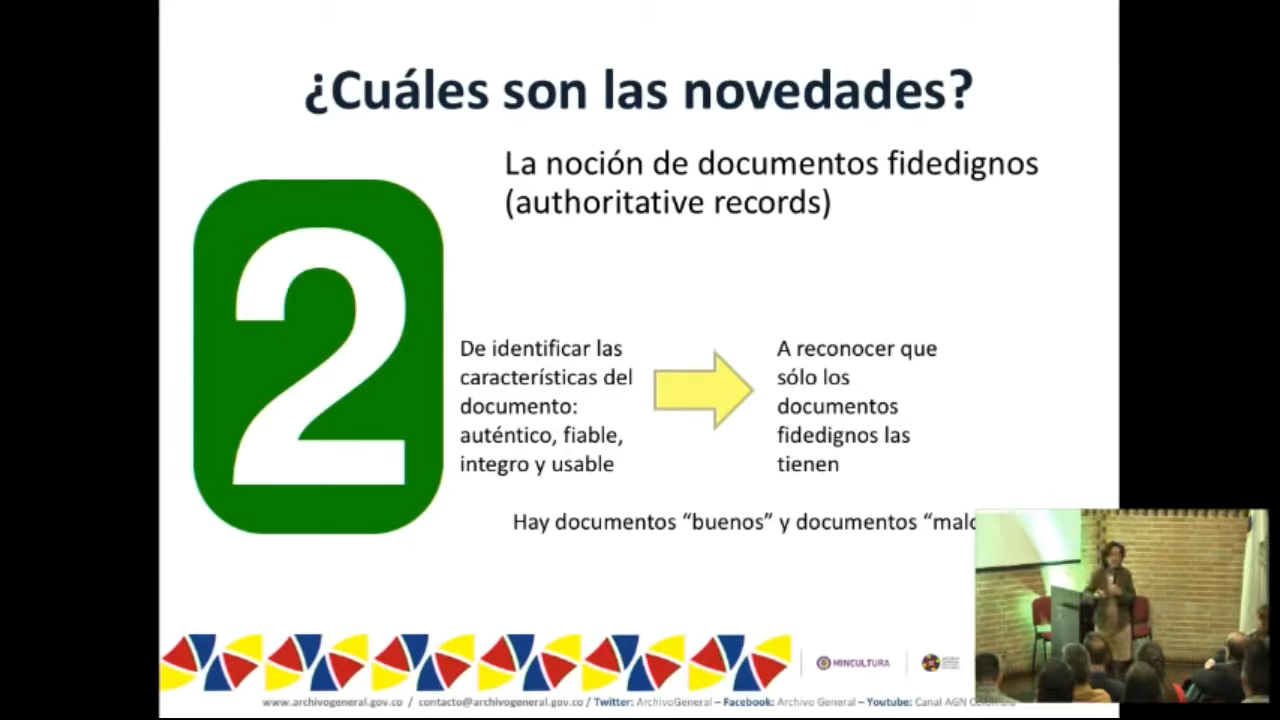 ¿Cuáles son las novedades?
La noción de documentos fidedignos
(authoritative records)
2
De identificar las
características del
documento:
auténtico, fiable,
integro y usable
A reconocer que
sólo los
documentos
fidedignos las
tienen
Hay documentos “buenos” y documentos “malo
MINCULTURA
www.archivogeneral.gov.co / contacto@archivogeneral.gov.co / Twitter: ArchivoGeneral – Facebook: Archivo General – Youtube: Canal AGN Colombia